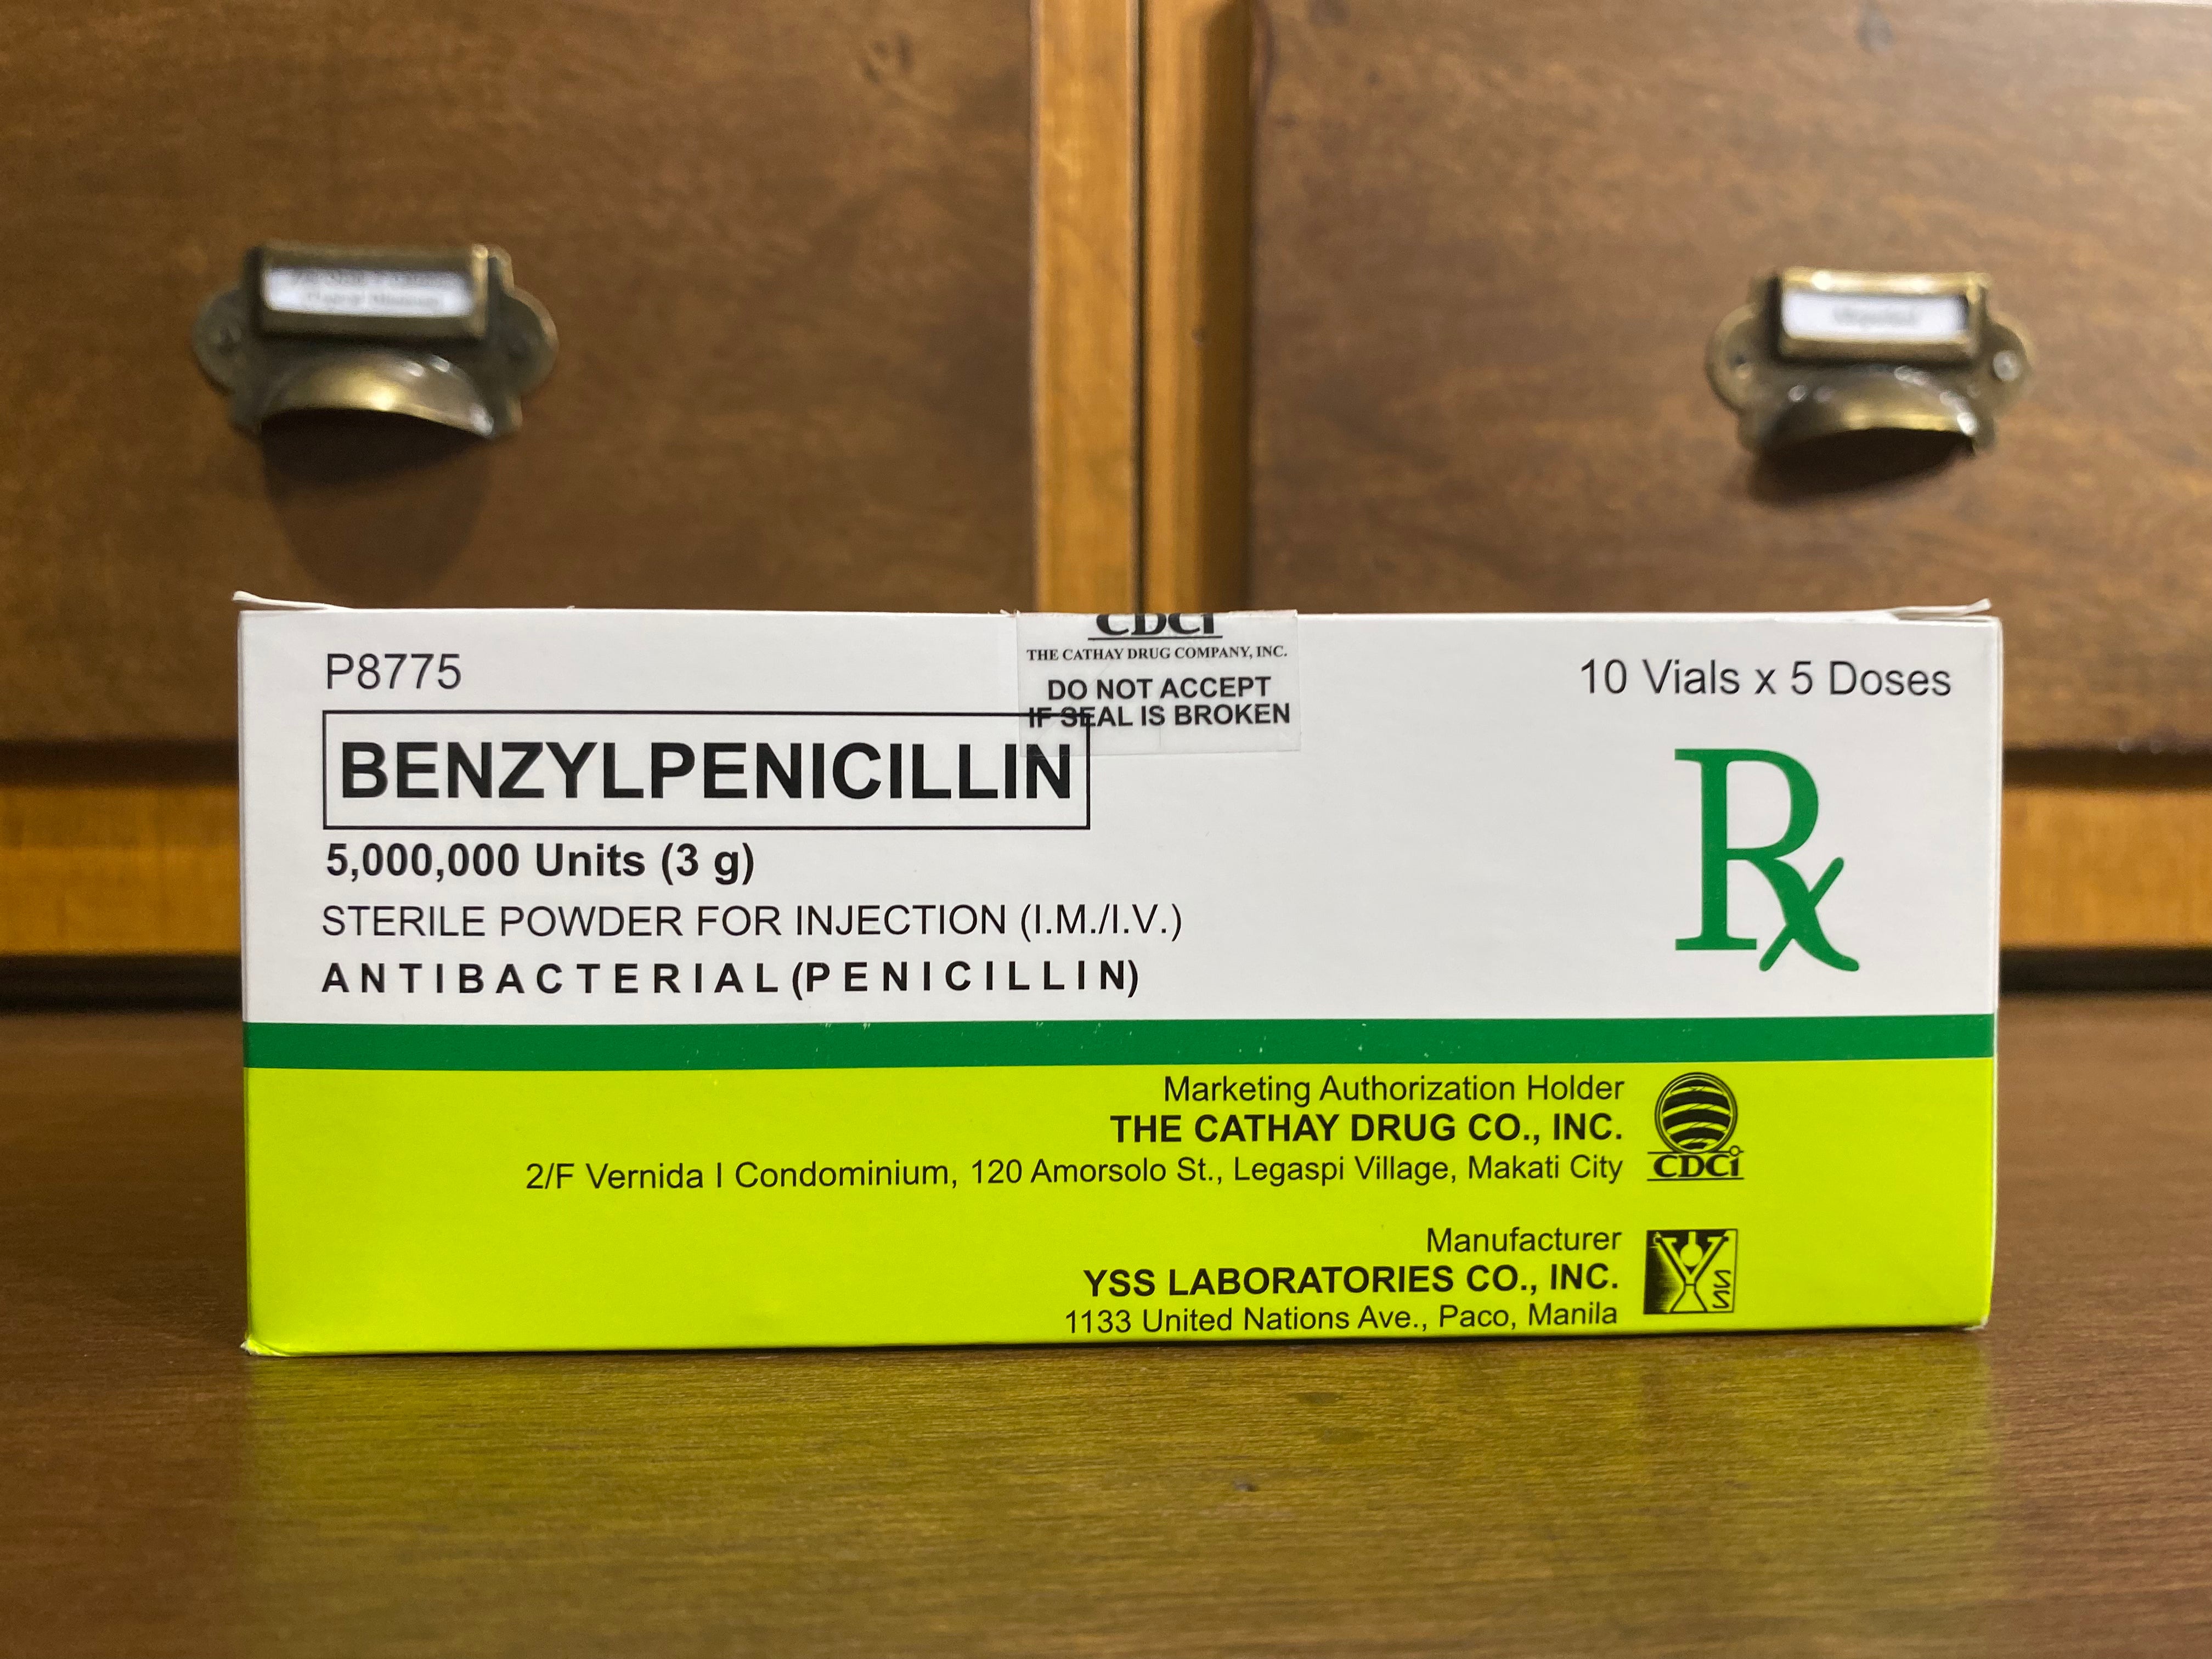 CDCi
THE CATHAY DRUG COMPANY, INC.
DO NOT ACCEPT
IF SEAL IS BROKEN
P8775
10 Vials x 5 Doses
BENZYLPENICILLIN
5,000,000 Units (3 g)
STERILE POWDER FOR INJECTION (I.M./I.V.)
ANTIBACTERIAL (PENICILLIN)
Rx
Marketing Authorization Holder
THE CATHAY DRUG CO., INC.
2/F Vernida I Condominium, 120 Amorsolo St., Legaspi Village, Makati City
CDCi
Manufacturer
YSS LABORATORIES CO., INC.
1133 United Nations Ave., Paco, Manila
YSS